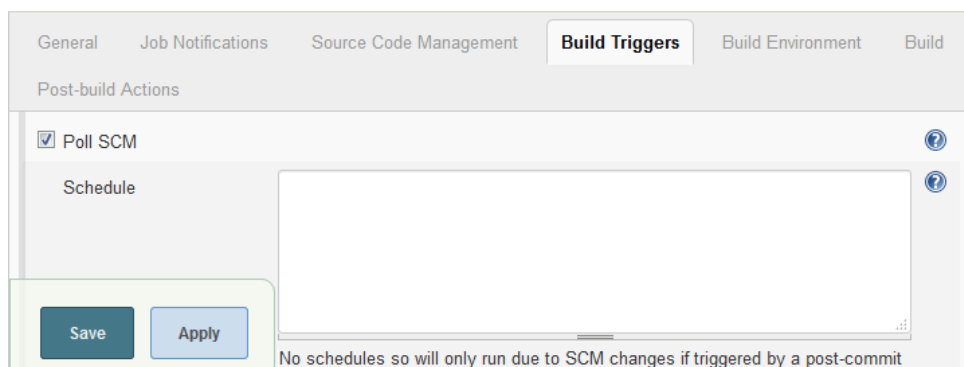 General Job Notifications Source Code Management Build Triggers Build Environment Build
Post-build Actions
Poll SCM
Schedule
Save Apply
No schedules so will only run due to SCM changes if triggered by a post-commit